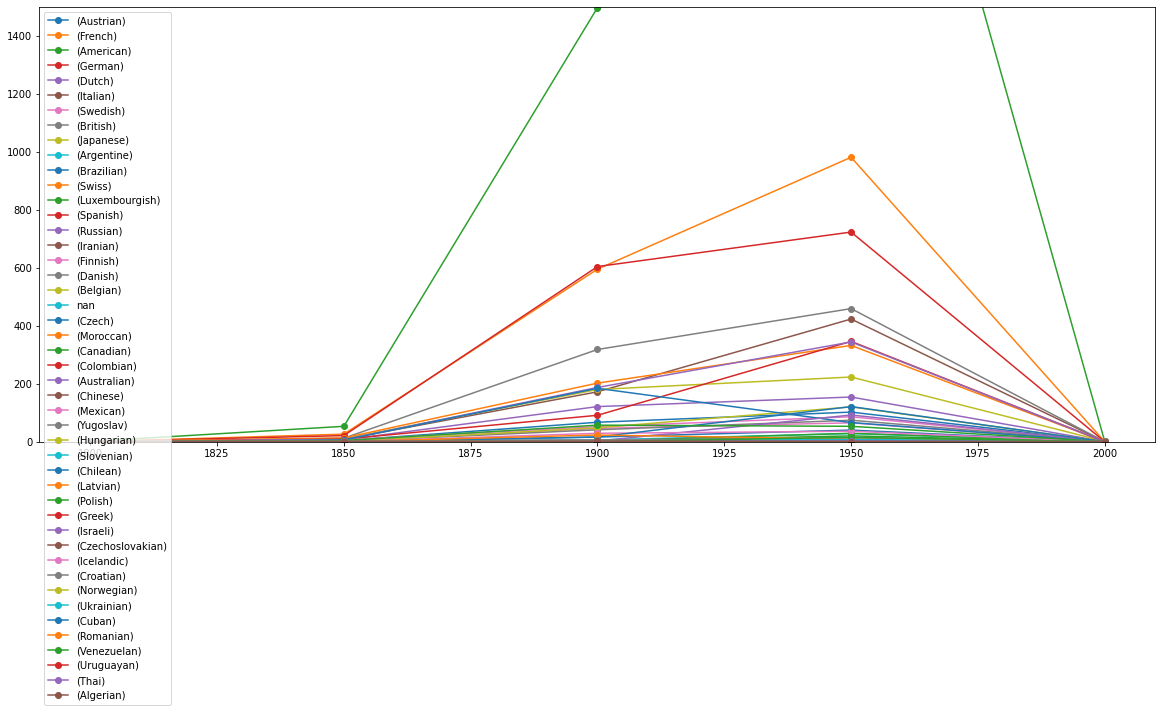 1400
1200
1000
800
600
400
200
0
(Austrian)
(French)
(American)
(German)
(Dutch)
(Italian)
(Swedish)
(British)
(Japanese)
(Argentine)
(Brazilian)
(Swiss)
(Luxembourgish)
(Spanish)
(Russian)
(Iranian)
(Finnish)
(Danish)
(Belgian)
nan
(Czech)
(Moroccan)
(Canadian)
(Colombian)
(Australian)
(Chinese)
(Mexican)
(Yugoslav)
(Hungarian)
(Slovenian)
(Chilean)
(Latvian)
(Polish)
(Greek)
(Israeli)
(Czechoslovakian)
(Icelandic)
(Croatian)
(Norwegian)
(Ukrainian)
(Cuban)
(Romanian)
(Venezuelan)
(Uruguayan)
(Thai)
(Algerian)
1825 1850 1875 1900 1925 1950 1975 2000